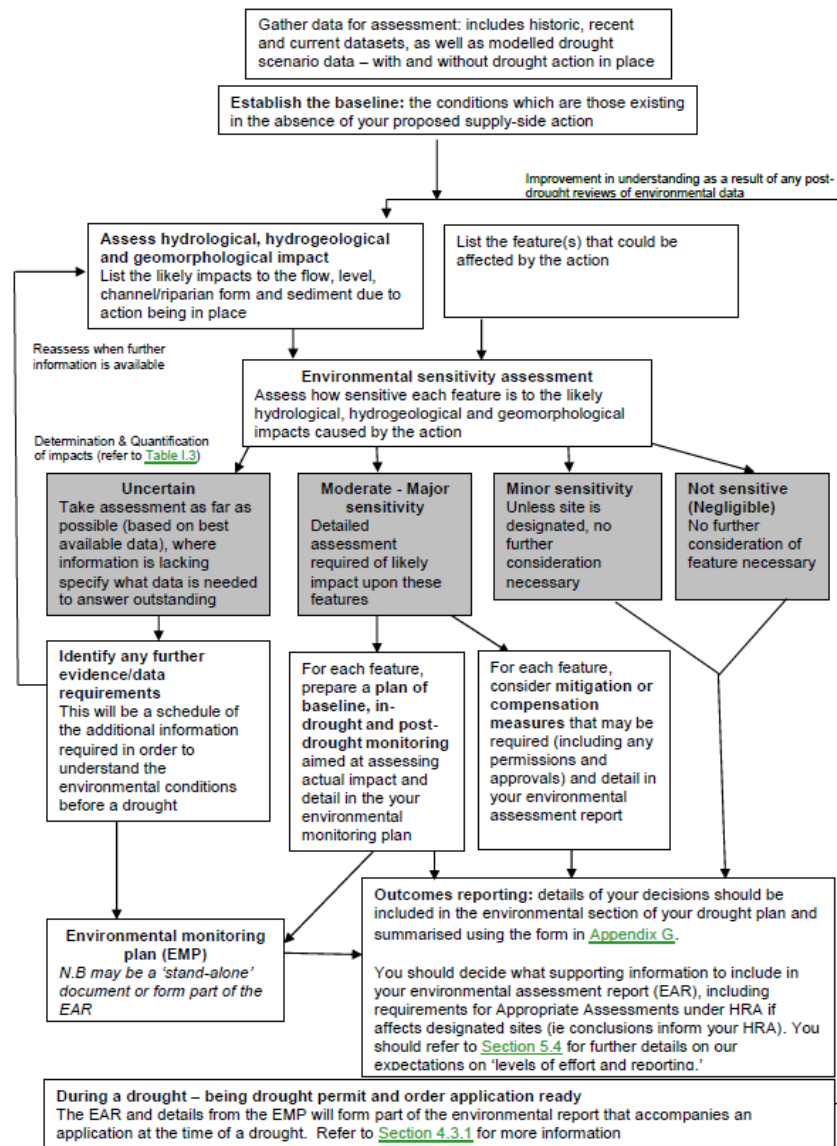 Gather data for assessment: includes historic, recent
and current datasets, as well as modelled drought
scenario data – with and without drought action in place
Establish the baseline: the conditions which are those existing
in the absence of your proposed supply-side action
Improvement in understanding as a result of any post-
drought reviews of environmental data
Assess hydrological, hydrogeological
and geomorphological impact
List the likely impacts to the flow, level,
channel/riparian form and sediment due to
action being in place
List the feature(s) that could be
affected by the action
Reassess when further
information is available
Environmental sensitivity assessment
Assess how sensitive each feature is to the likely
hydrological, hydrogeological and geomorphological
impacts caused by the action
Determination & Quantification
of impacts (refer to Table I.3)
Uncertain
Take assessment as far as
possible (based on best
available data), where
information is lacking
specify what data is needed
to answer outstanding
Moderate - Major
sensitivity
Detailed
assessment
required of likely
impact upon these
features
Minor sensitivity
Unless site is
designated, no
further
consideration
necessary
Not sensitive
(Negligible)
No further
consideration of
feature necessary
Identify any further
evidence/data
requirements
This will be a schedule of
the additional information
required in order to
understand the
environmental conditions
before a drought
For each feature,
prepare a plan of
baseline, in-
drought and post-
drought monitoring
aimed at assessing
actual impact and
detail in the your
environmental
monitoring plan
For each feature,
consider mitigation or
compensation
measures that may be
required (including any
permissions and
approvals) and detail in
your environmental
assessment report
Environmental monitoring
plan (EMP)
N.B may be a ‘stand-alone’
document or form part of the
EAR
Outcomes reporting: details of your decisions should be
included in the environmental section of your drought plan and
summarised using the form in Appendix G.
You should decide what supporting information to include in
your environmental assessment report (EAR), including
requirements for Appropriate Assessments under HRA if
affects designated sites (ie conclusions inform your HRA). You
should refer to Section 5.4 for further details on our
expectations on ‘levels of effort and reporting.’
During a drought – being drought permit and order application ready
The EAR and details from the EMP will form part of the environmental report that accompanies an
application at the time of a drought. Refer to Section 4.3.1 for more information